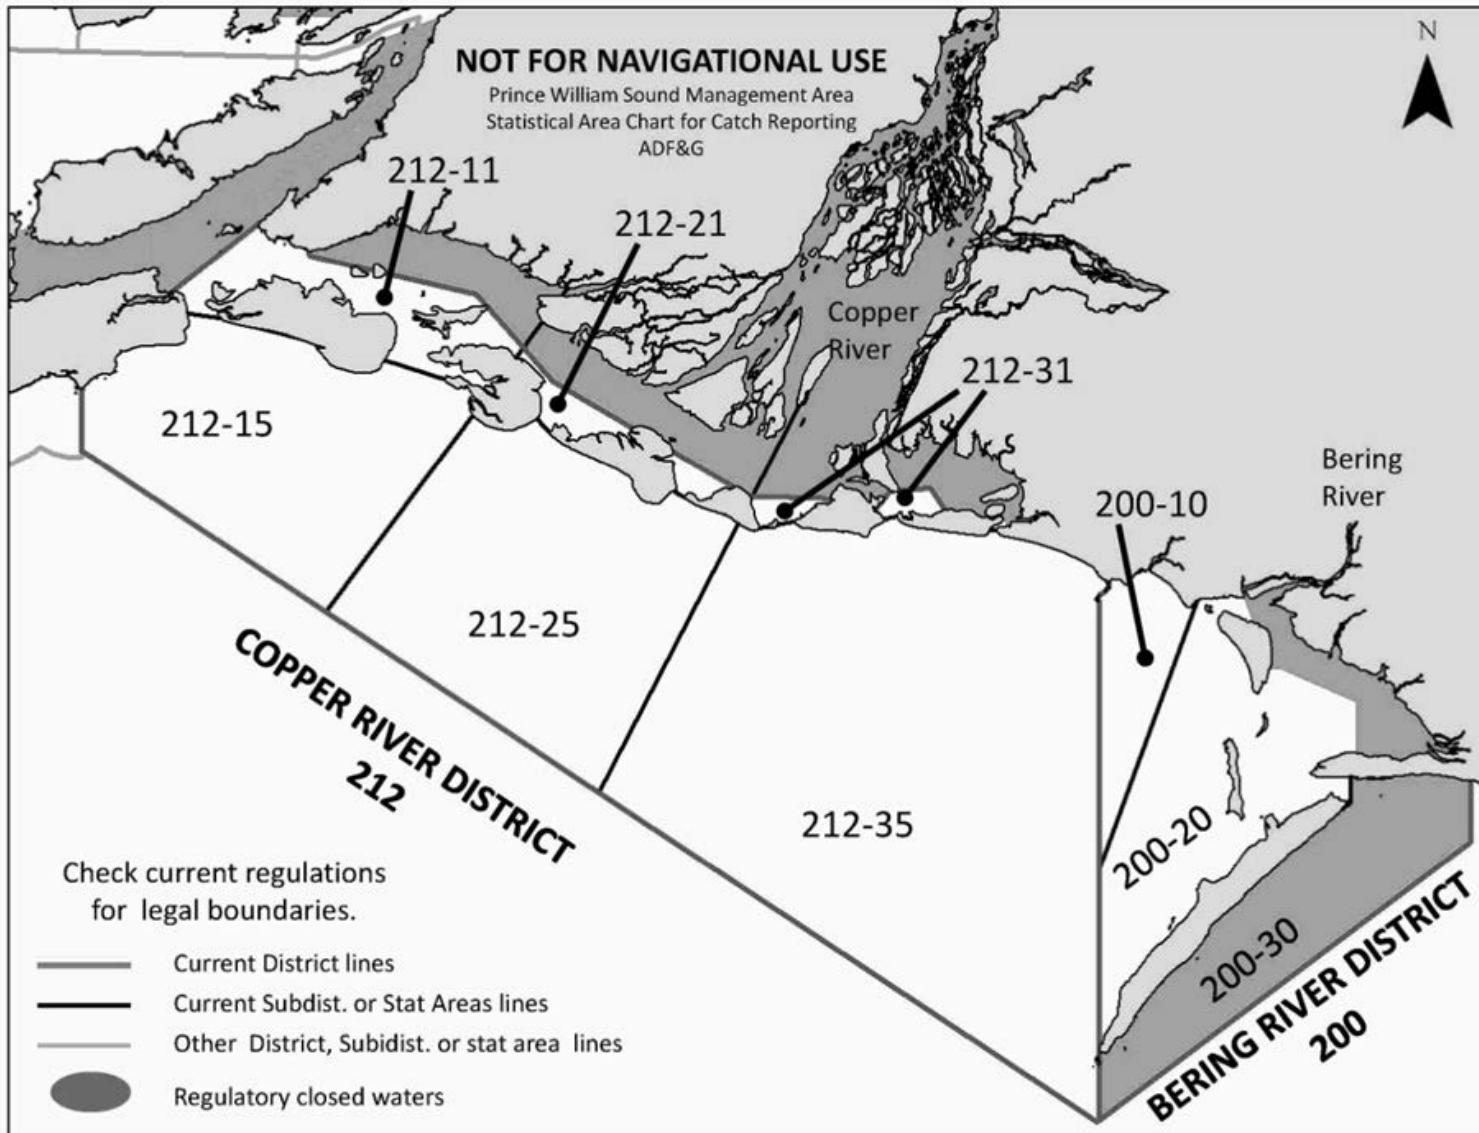 N
NOT FOR NAVIGATIONAL USE
Prince William Sound Management Area
Statistical Area Chart for Catch Reporting
ADF&G
212-11
212-21
Copper
River
212-31
212-15
Bering
River
200-10
212-25
COPPER RIVER DISTRICT
212
212-35
200-20
200-30
BERING RIVER DISTRICT
200
Check current regulations
for legal boundaries.
Current District lines
Current Subdist. or Stat Areas lines
Other District, Subidist. or stat area lines
Regulatory closed waters